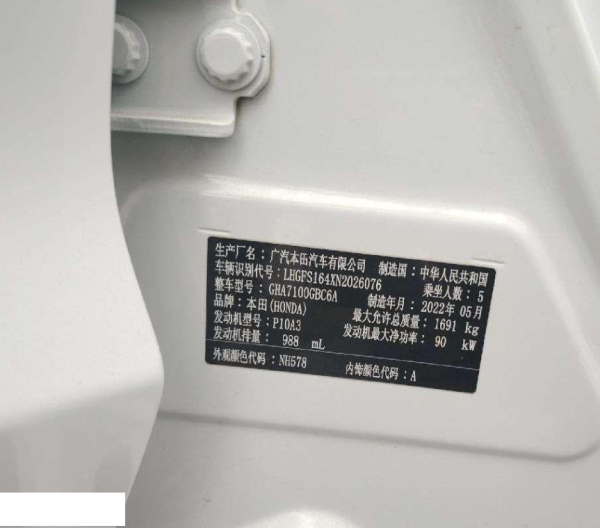 生产厂名：广汽本田汽车有限公司 制造国：中华人民共和国
车辆识别代号：LHGFS164XN2026076 乘坐人数：5
整车型号：GHA7100GBC6A 制造年月：2022年05月
品牌：本田(HONDA) 最大允许总质量：1691 kg
发动机型号：P10A3 发动机最大净功率：90 kW
发动机排量：988 mL
外观颜色代码：NH578 内饰颜色代码：A